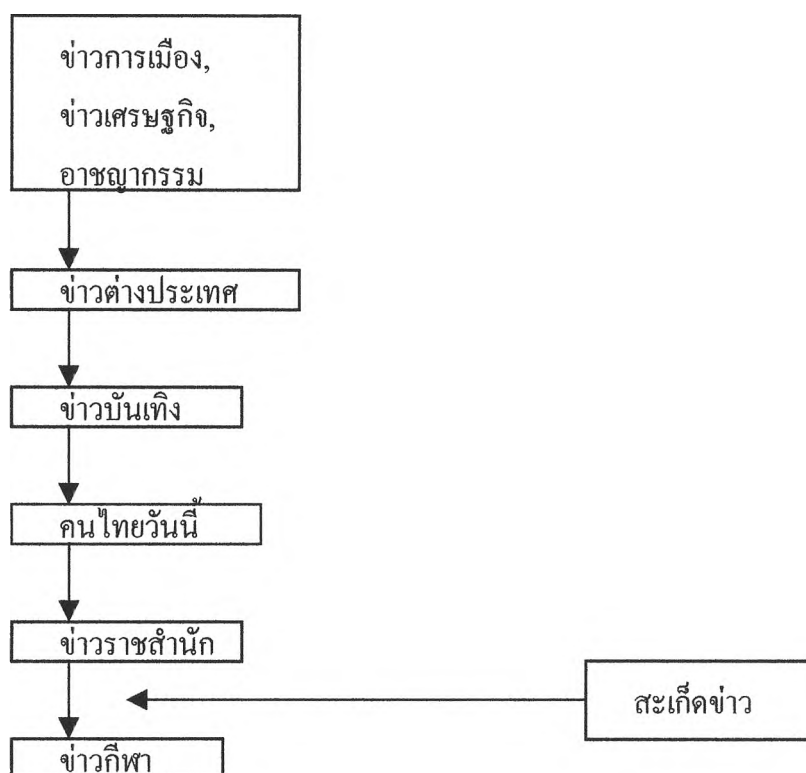 ข่าวการเมือง,
ข่าวเศรษฐกิจ,
อาชญากรรม
ข่าวต่างประเทศ
ข่าวบันเทิง
คนไทยวันนี้
ข่าวราชสำนัก
สะเก็ดข่าว
ข่าวกีฬา